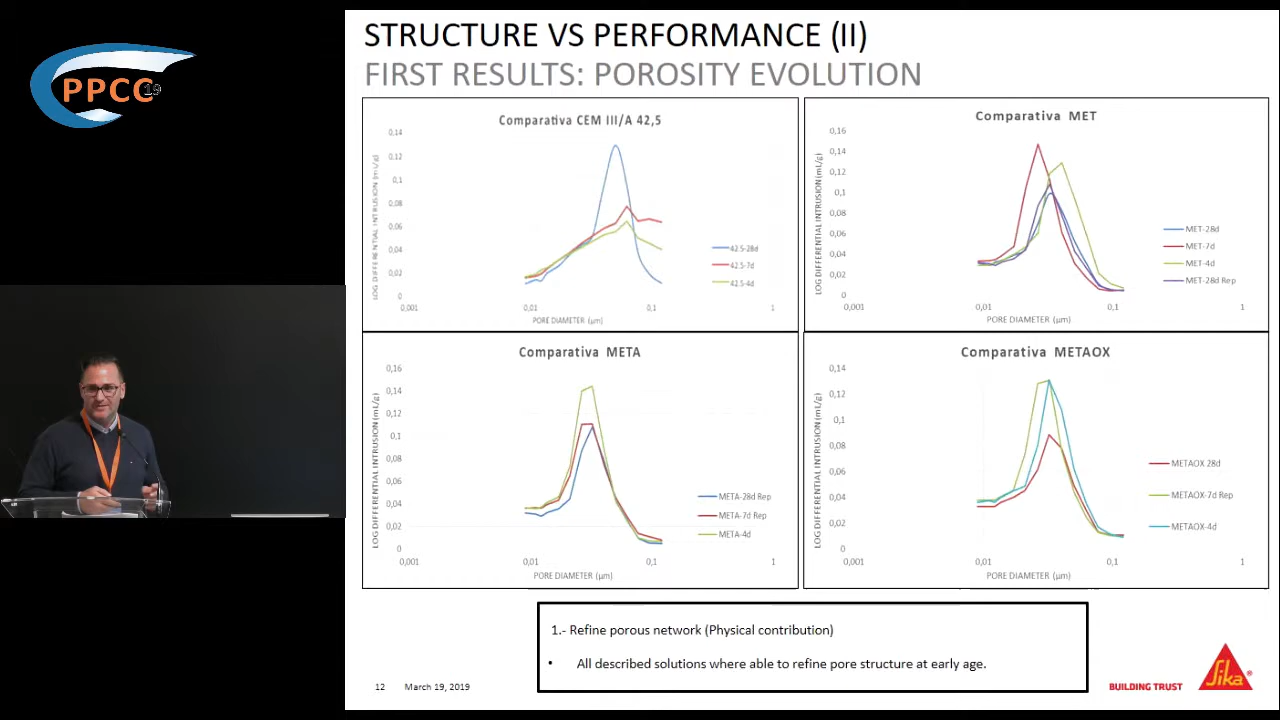 PPCC 19
STRUCTURE VS PERFORMANCE (II)
FIRST RESULTS: POROSITY EVOLUTION
Comparativa CEM III/A 42,5
LOG DIFFERENTIAL INTRUSION (mL/g)
0,14
0,12
0,1
0,08
0,06
0,04
0,02
0
0,001
0,01
0,1
1
PORE DIAMETER (µm)
42.5-28d
42.5-7d
42.5-4d
Comparativa MET
LOG DIFFERENTIAL INTRUSION (mL/g)
0,16
0,14
0,12
0,1
0,08
0,06
0,04
0,02
0
0,001
0,01
0,1
1
PORE DIAMETER (µm)
MET-28d
MET-7d
MET-4d
MET-28d Rep
Comparativa META
LOG DIFFERENTIAL INTRUSION (mL/g)
0,16
0,14
0,12
0,1
0,08
0,06
0,04
0,02
0
0,001
0,01
0,1
1
PORE DIAMETER (µm)
META-28d Rep
META-7d Rep
META-4d
Comparativa METAOX
LOG DIFFERENTIAL INTRUSION (mL/g)
0,14
0,12
0,1
0,08
0,06
0,04
0,02
0
0,001
0,01
0,1
1
PORE DIAMETER (µm)
METAOX 28d
METAOX-7d Rep
METAOX-4d
1.- Refine porous network (Physical contribution)
• All described solutions where able to refine pore structure at early age.
12 March 19, 2019
BUILDING TRUST
Sika